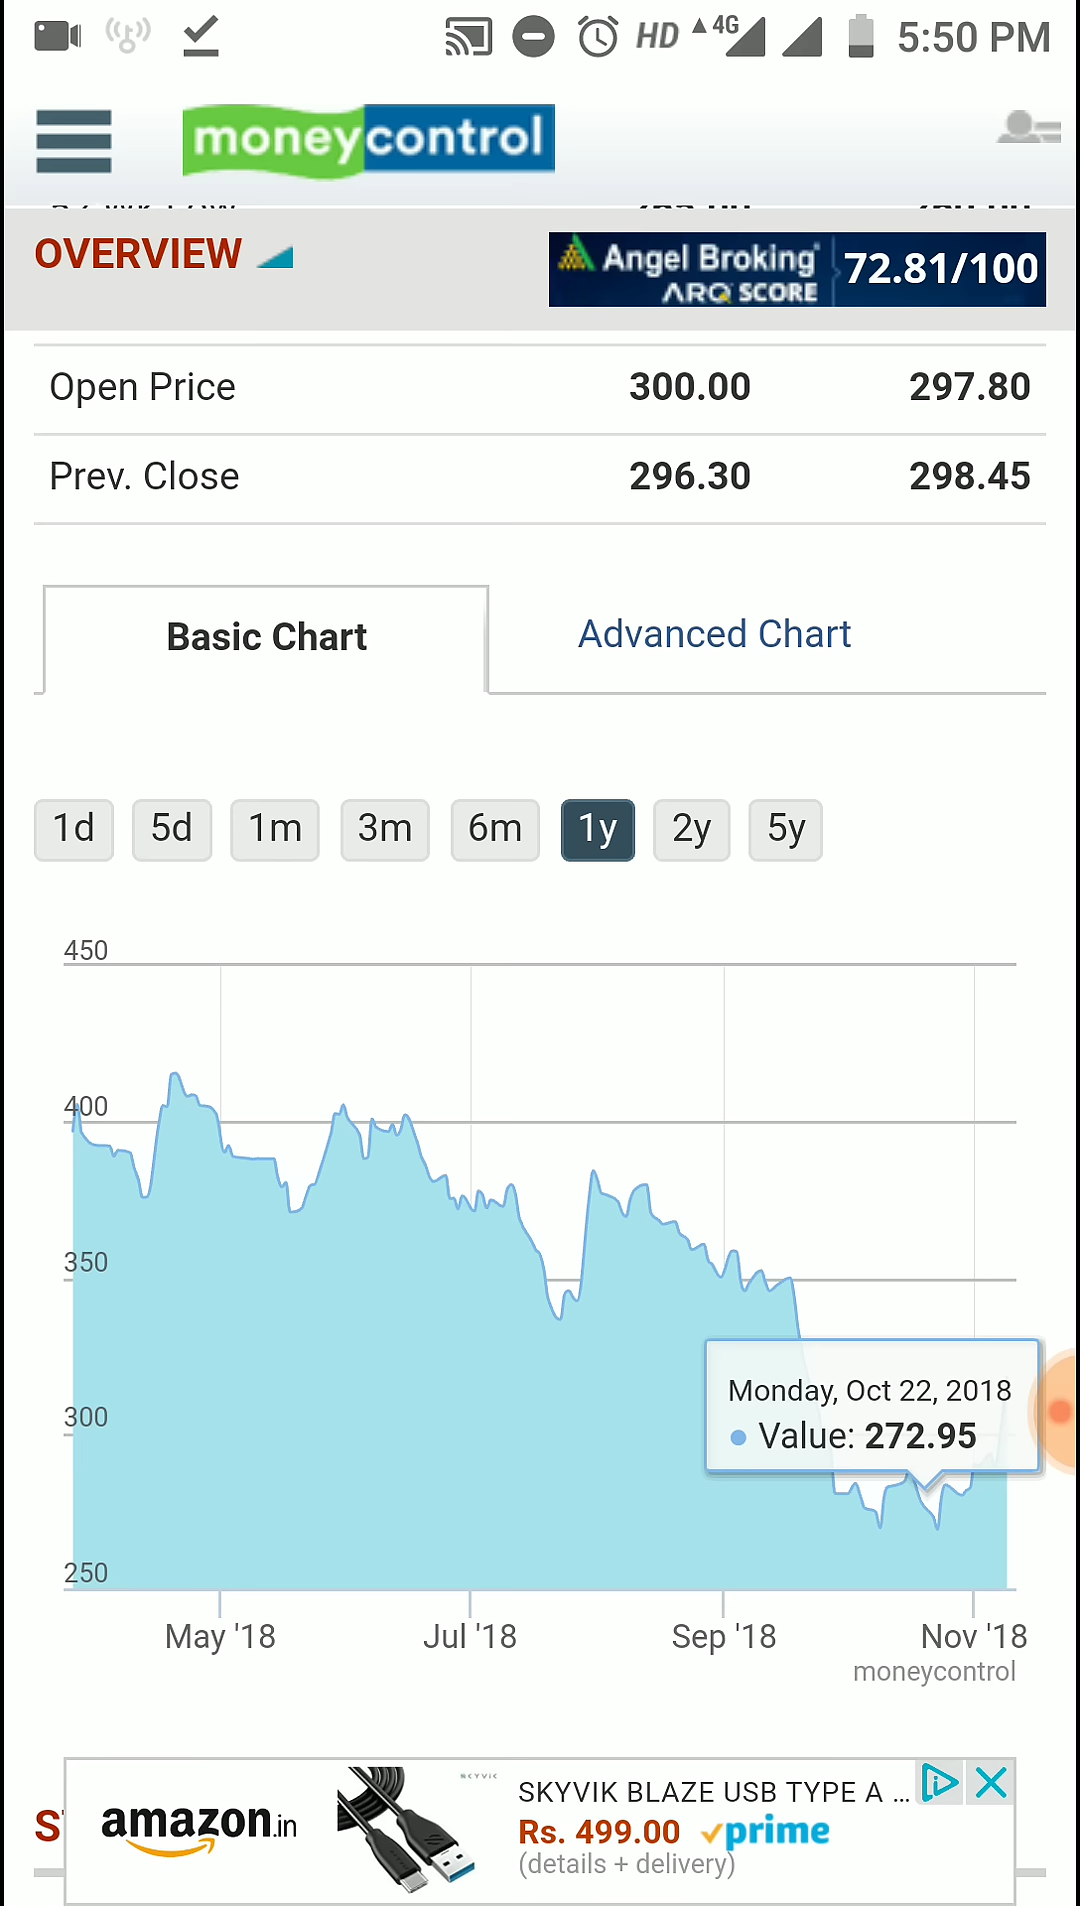 HD 4G 5:50 PM
moneycontrol
OVERVIEW
Angel Broking
ARQ SCORE
72.81/100
Open Price 300.00 297.80
Prev. Close 296.30 298.45
Basic Chart Advanced Chart
1d 5d 1m 3m 6m 1y 2y 5y
450
400
350
300
250
Monday, Oct 22, 2018
Value: 272.95
May '18 Jul '18 Sep '18 Nov '18
moneycontrol
amazon.in
SKYVIK
SKYVIK BLAZE USB TYPE A ...
Rs. 499.00 prime
(details + delivery)